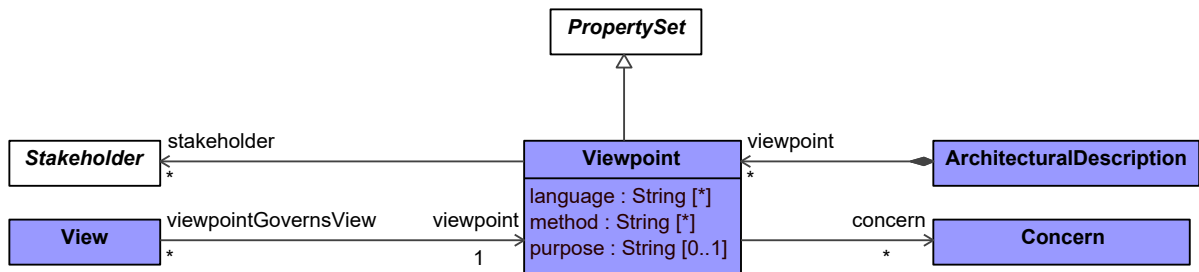 PropertySet
stakeholder
viewpoint
Stakeholder
*
Viewpoint
*
ArchitecturalDescription
language : String [*]
method : String [*]
purpose : String [0..1]
viewpointGovernsView
viewpoint
View
*
1
concern
*
Concern